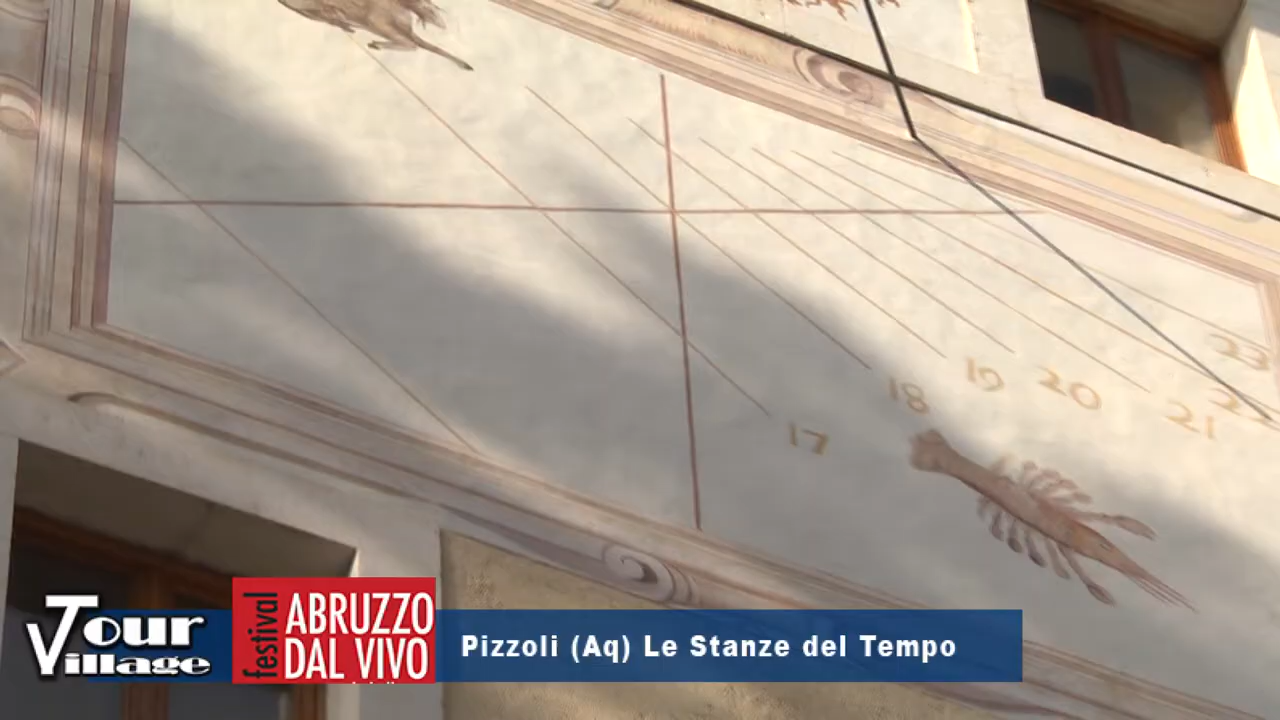 23
22
21
20
19
18
17
Tour
Village
festival
ABRUZZO
DAL VIVO
Pizzoli (Aq) Le Stanze del Tempo